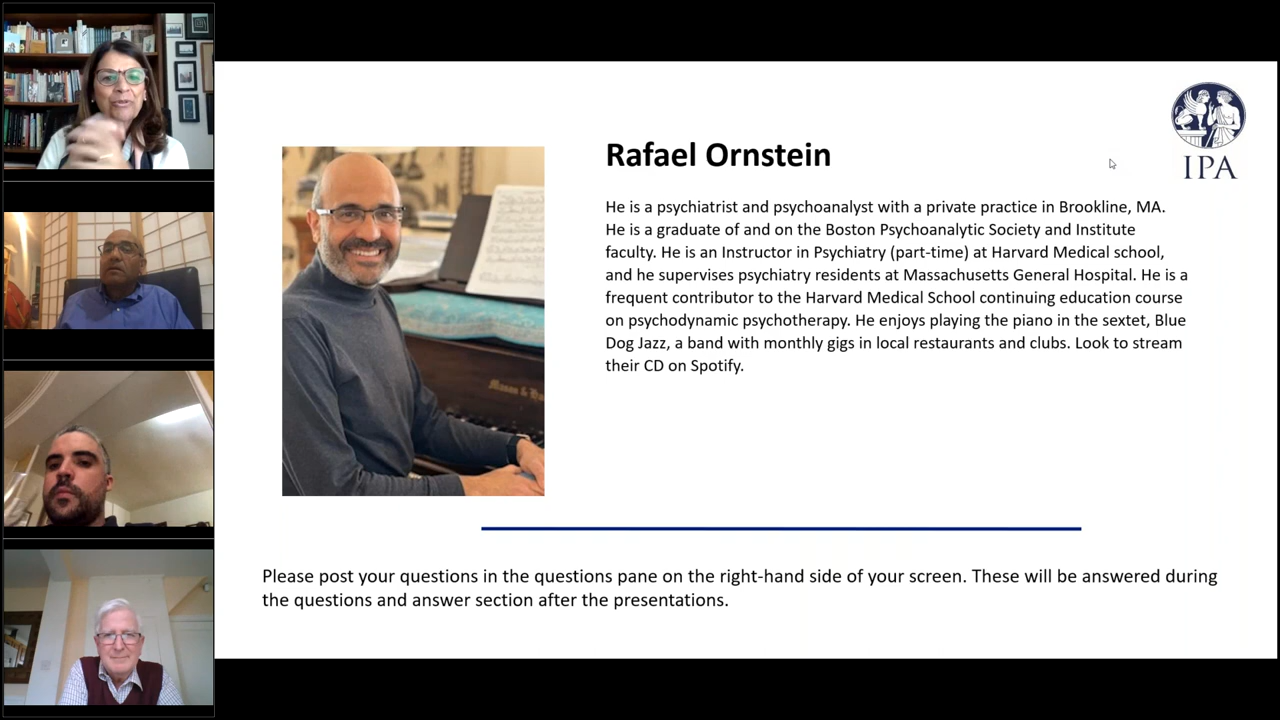 Rafael Ornstein
IPA
He is a psychiatrist and psychoanalyst with a private practice in Brookline, MA.
He is a graduate of and on the Boston Psychoanalytic Society and Institute
faculty. He is an Instructor in Psychiatry (part-time) at Harvard Medical school,
and he supervises psychiatry residents at Massachusetts General Hospital. He is a
frequent contributor to the Harvard Medical School continuing education course
on psychodynamic psychotherapy. He enjoys playing the piano in the sextet, Blue
Dog Jazz, a band with monthly gigs in local restaurants and clubs. Look to stream
their CD on Spotify.
Please post your questions in the questions pane on the right-hand side of your screen. These will be answered during
the questions and answer section after the presentations.